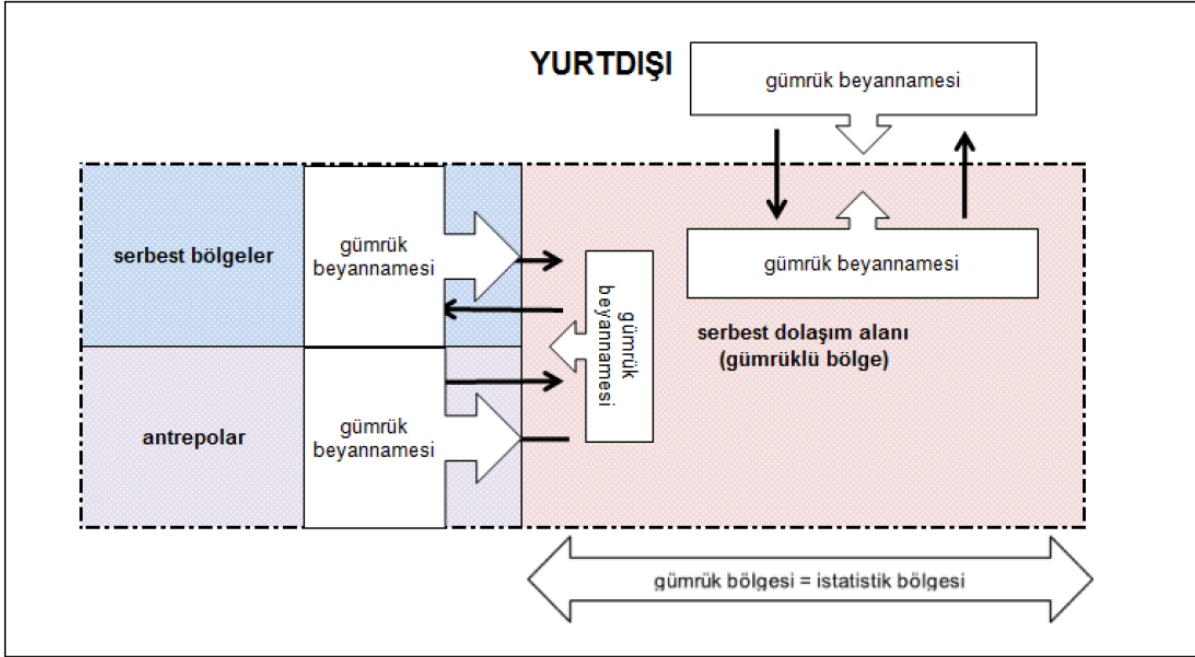 YURTDIŞI
gümrük beyannamesi
serbest bölgeler
gümrük
beyannamesi
gümrük beyannamesi
gümrük
beyannamesi
serbest dolaşım alanı
(gümrüklü bölge)
antrepolar
gümrük
beyannamesi
gümrük bölgesi = istatistik bölgesi